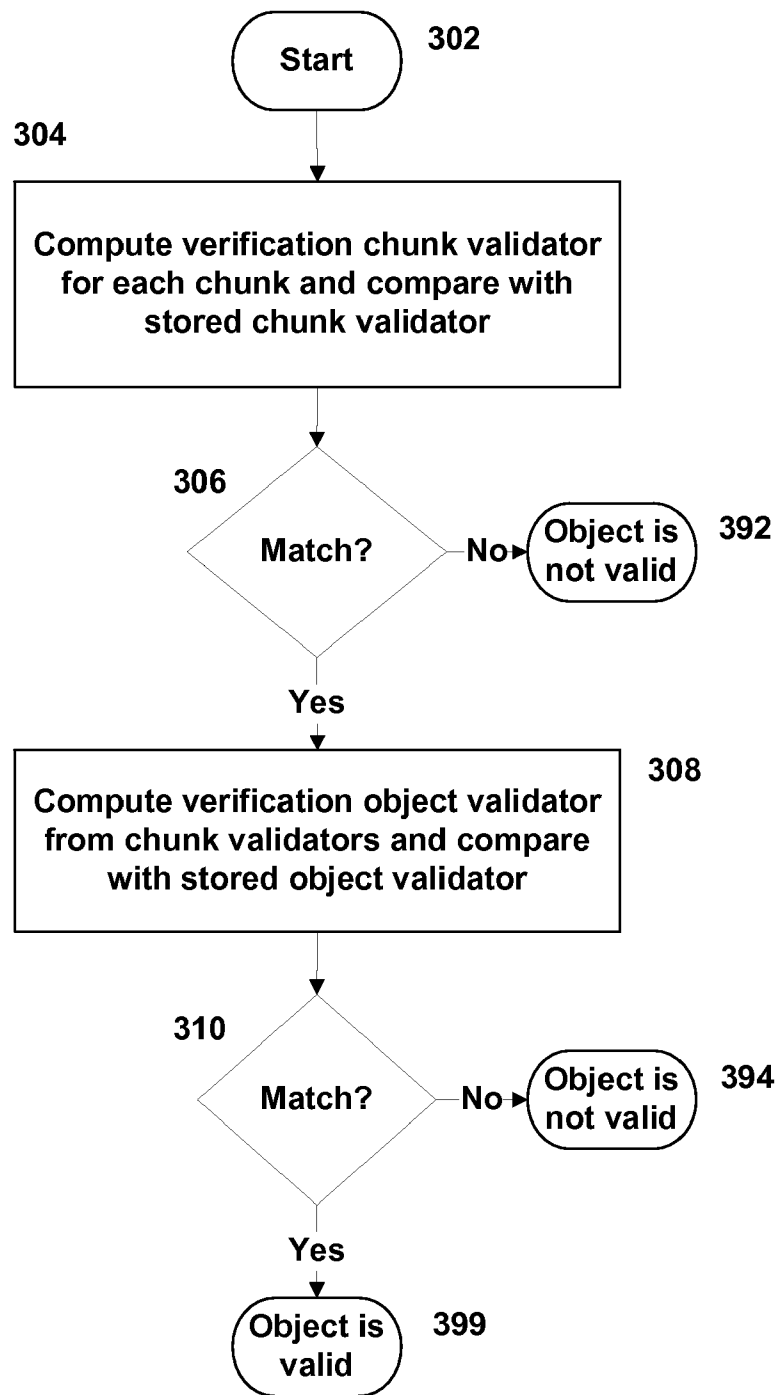 Start
302
304
Compute verification chunk validator
for each chunk and compare with
stored chunk validator
306
Match?
No
Object is
not valid
392
Yes
308
Compute verification object validator
from chunk validators and compare
with stored object validator
310
Match?
No
Object is
not valid
394
Yes
Object is
valid
399